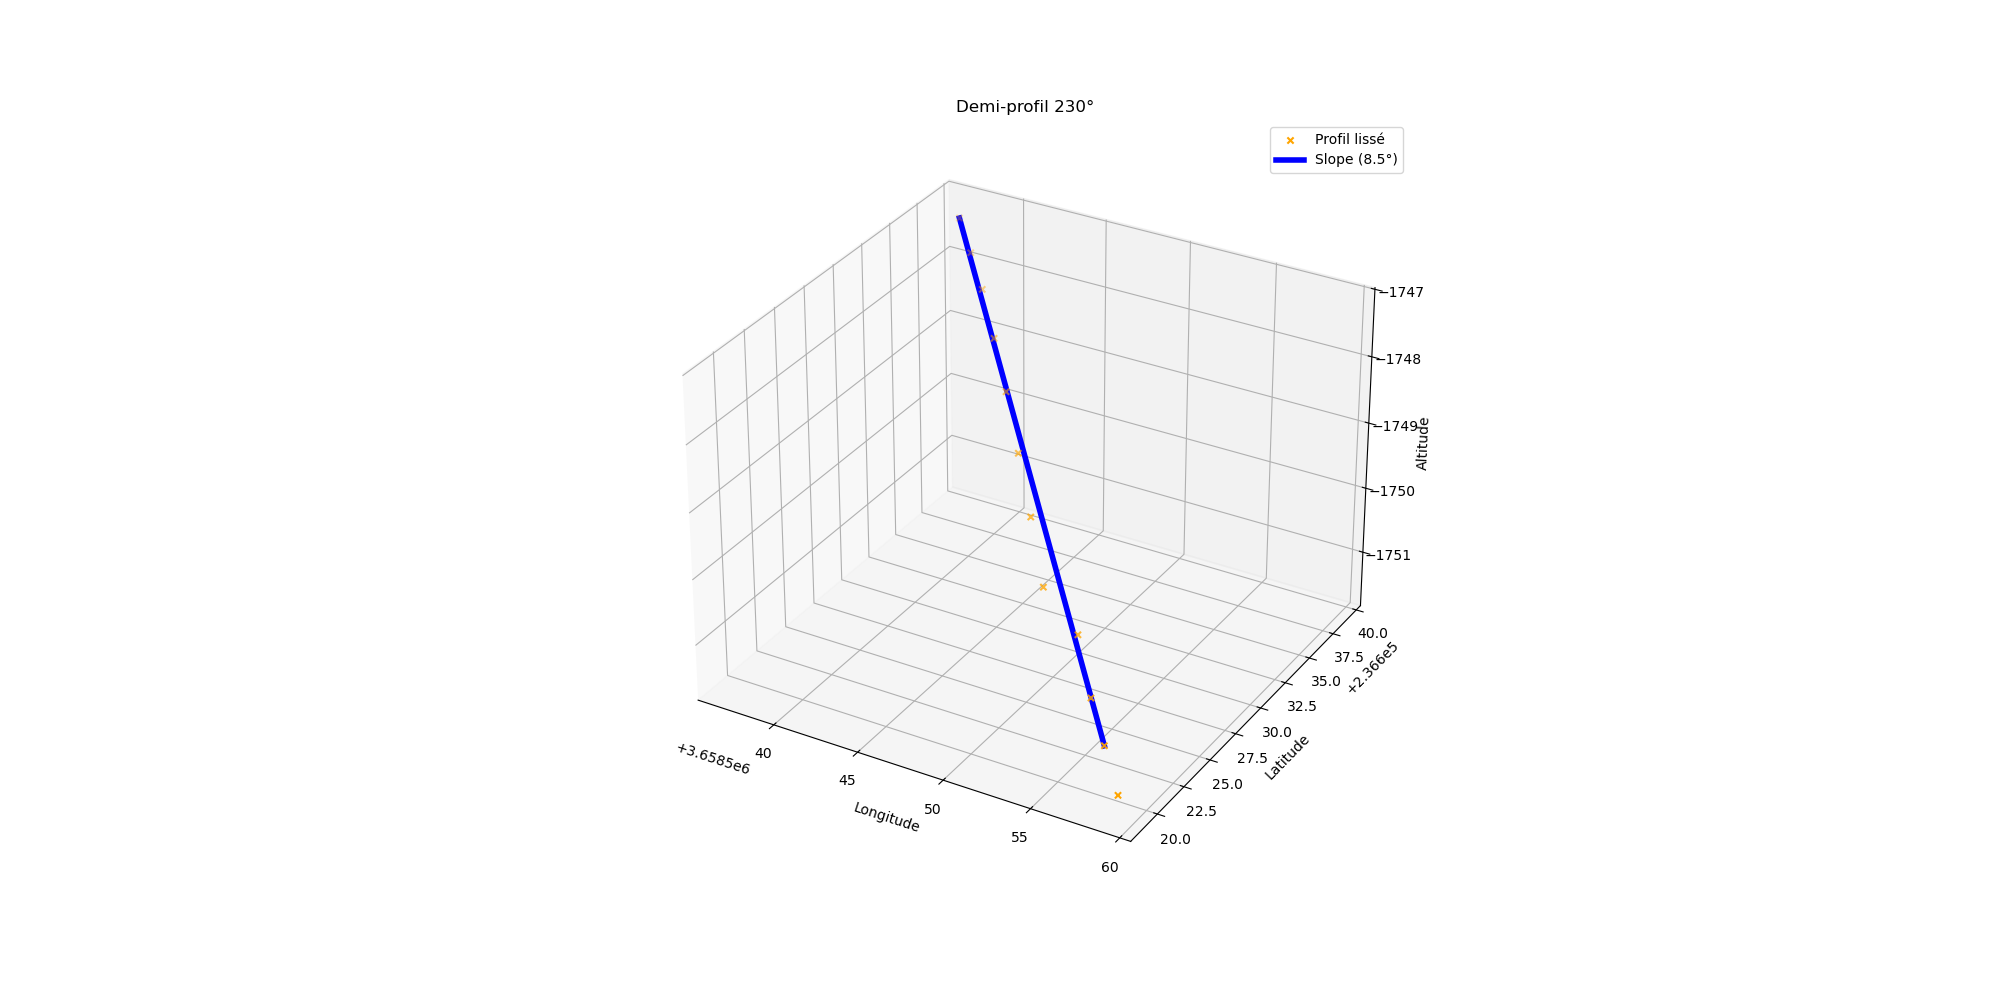 Demi-profil 230°
Profil lissé
Slope (8.5°)
−1747
−1748
−1749
−1750
−1751
Altitude
40.0
37.5
35.0
32.5
30.0
27.5
25.0
22.5
20.0
+2.366e5
Latitude
40
45
50
55
60
+3.6585e6
Longitude